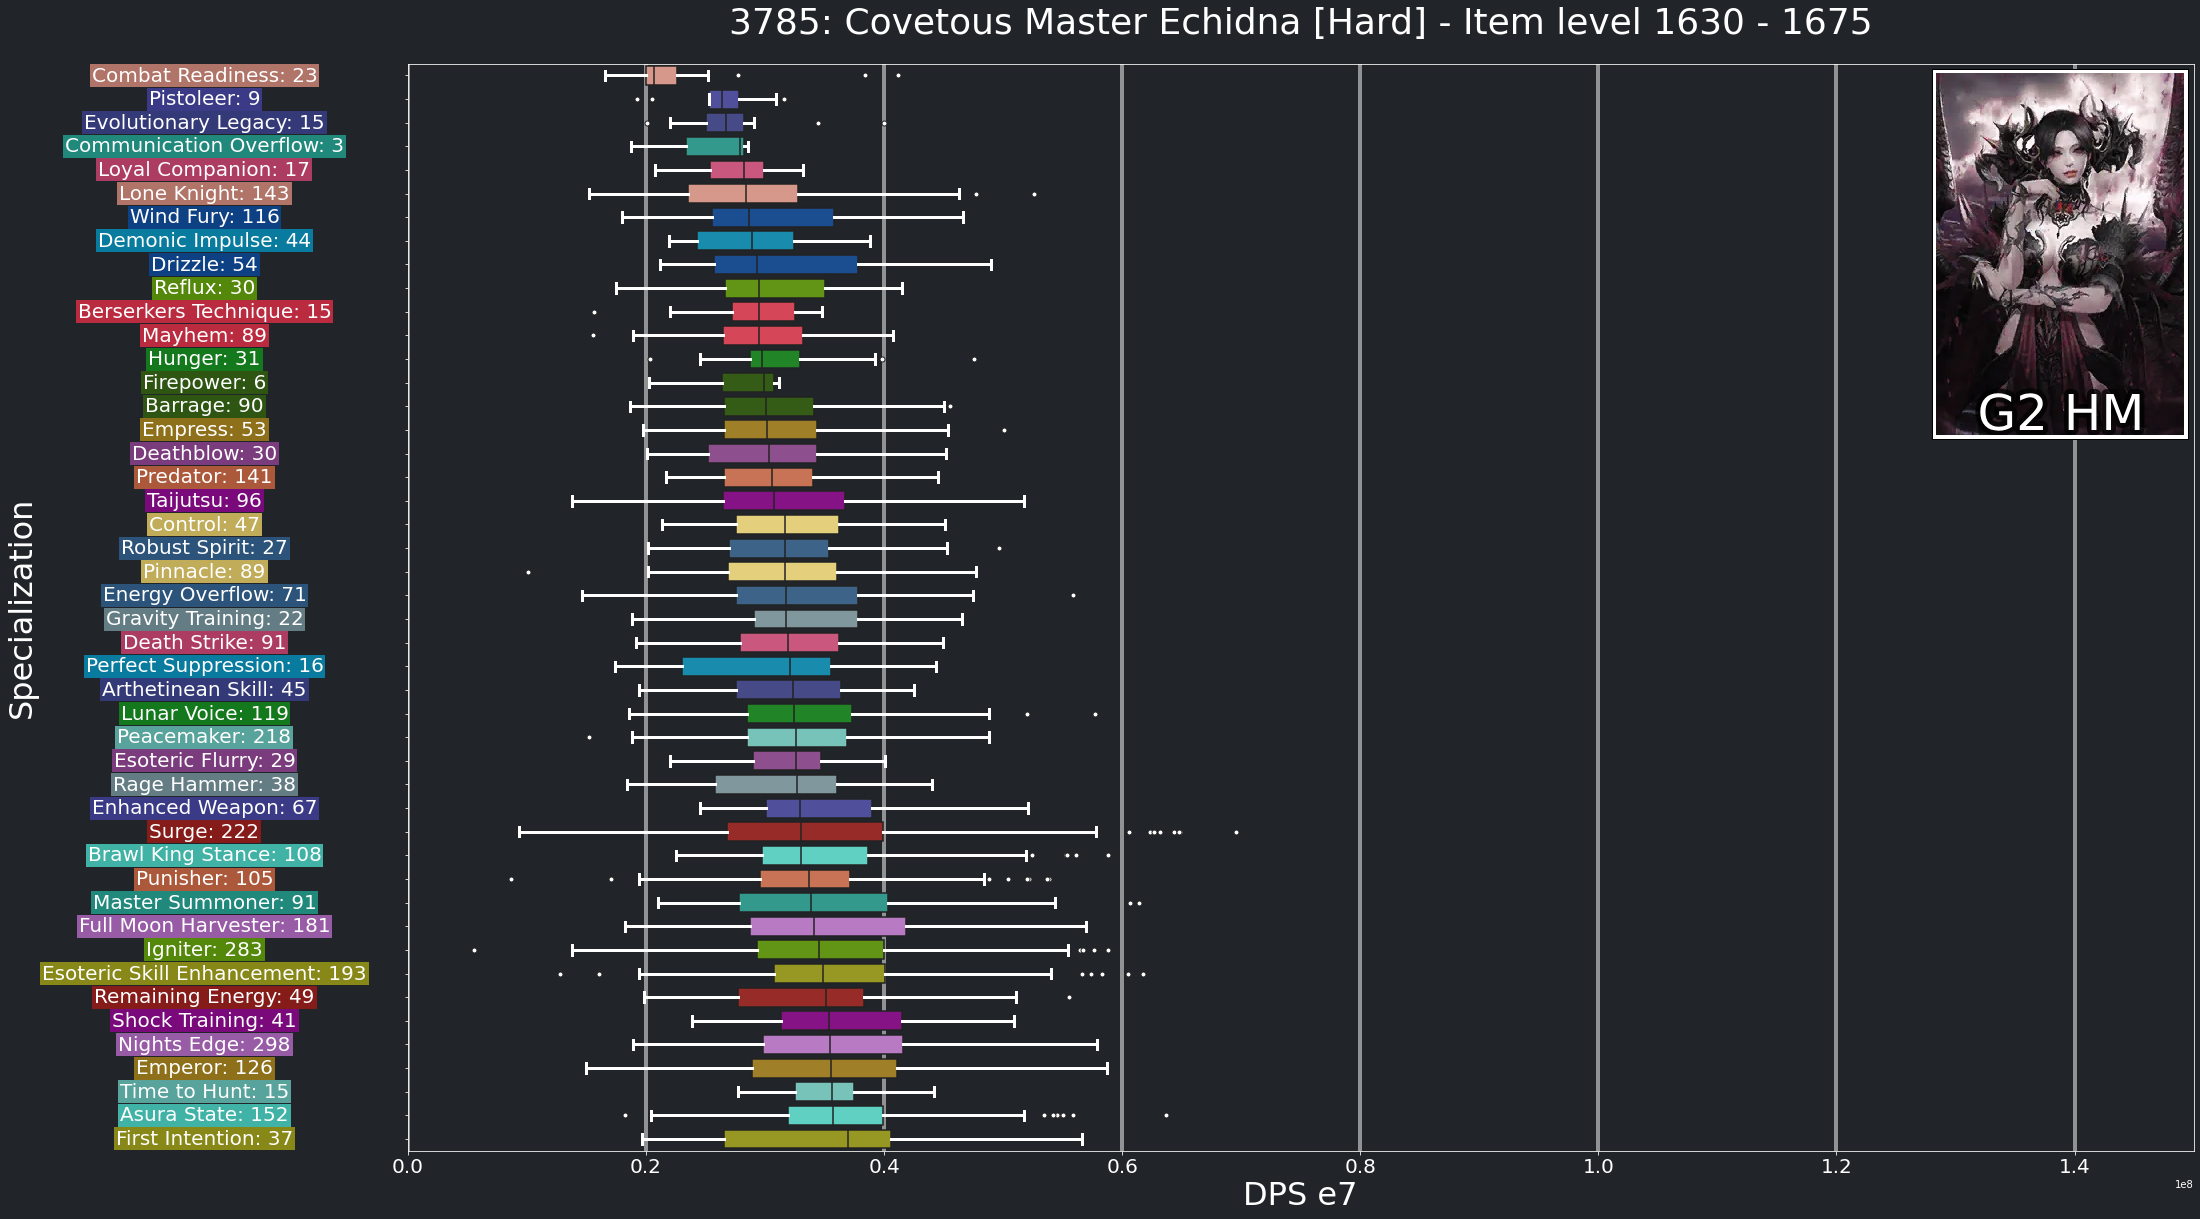 3785: Covetous Master Echidna [Hard] - Item level 1630 - 1675
Specialization
Combat Readiness: 23
Pistoleer: 9
Evolutionary Legacy: 15
Communication Overflow: 3
Loyal Companion: 17
Lone Knight: 143
Wind Fury: 116
Demonic Impulse: 44
Drizzle: 54
Reflux: 30
Berserkers Technique: 15
Mayhem: 89
Hunger: 31
Firepower: 6
Barrage: 90
Empress: 53
Deathblow: 30
Predator: 141
Taijutsu: 96
Control: 47
Robust Spirit: 27
Pinnacle: 89
Energy Overflow: 71
Gravity Training: 22
Death Strike: 91
Perfect Suppression: 16
Arthetinean Skill: 45
Lunar Voice: 119
Peacemaker: 218
Esoteric Flurry: 29
Rage Hammer: 38
Enhanced Weapon: 67
Surge: 222
Brawl King Stance: 108
Punisher: 105
Master Summoner: 91
Full Moon Harvester: 181
Igniter: 283
Esoteric Skill Enhancement: 193
Remaining Energy: 49
Shock Training: 41
Nights Edge: 298
Emperor: 126
Time to Hunt: 15
Asura State: 152
First Intention: 37
G2 HM
0.0 0.2 0.4 0.6 0.8 1.0 1.2 1.4
1e8
DPS e7